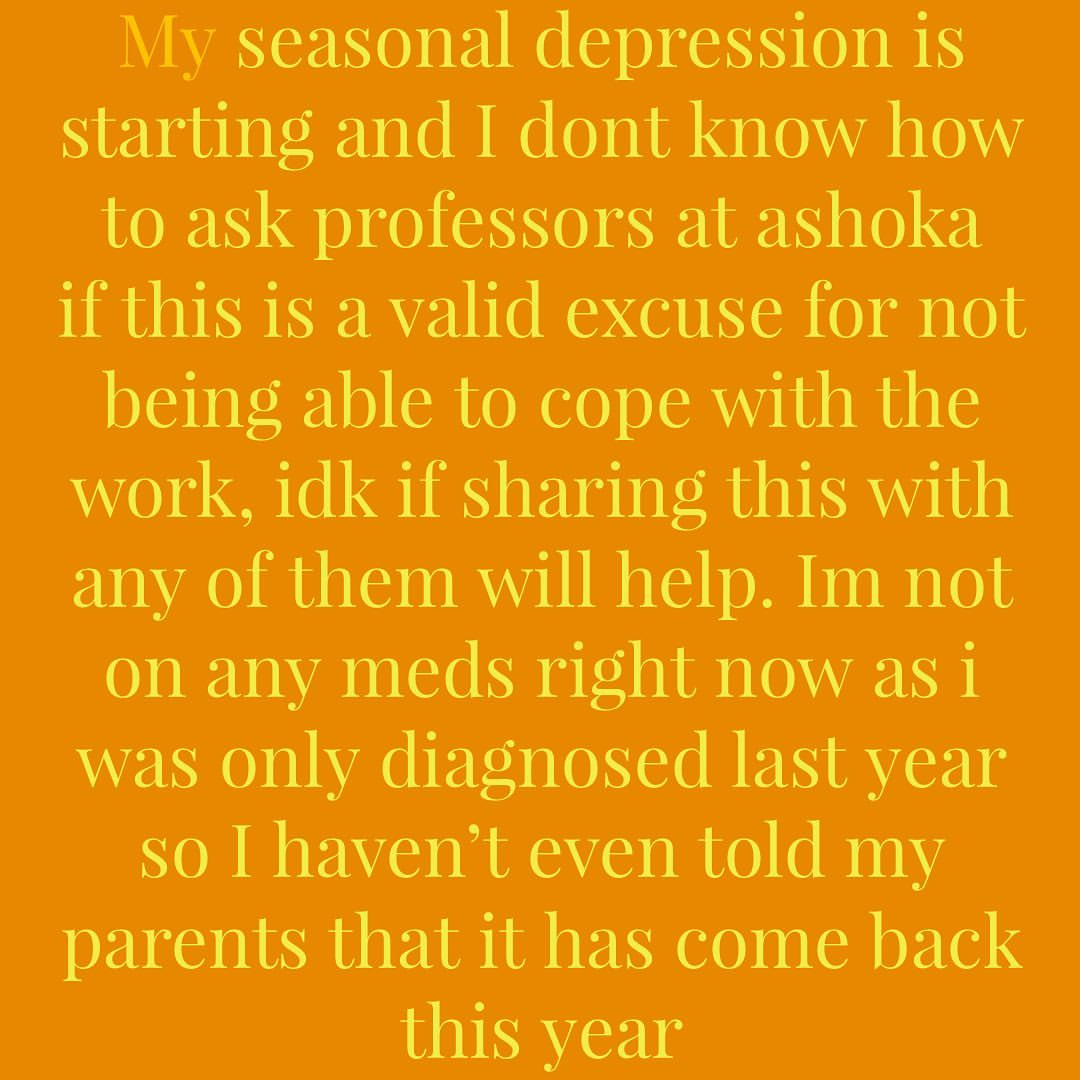 My seasonal depression is
starting and I dont know how
to ask professors at ashoka
if this is a valid excuse for not
being able to cope with the
work, idk if sharing this with
any of them will help. Im not
on any meds right now as i
was only diagnosed last year
so I haven’t even told my
parents that it has come back
this year